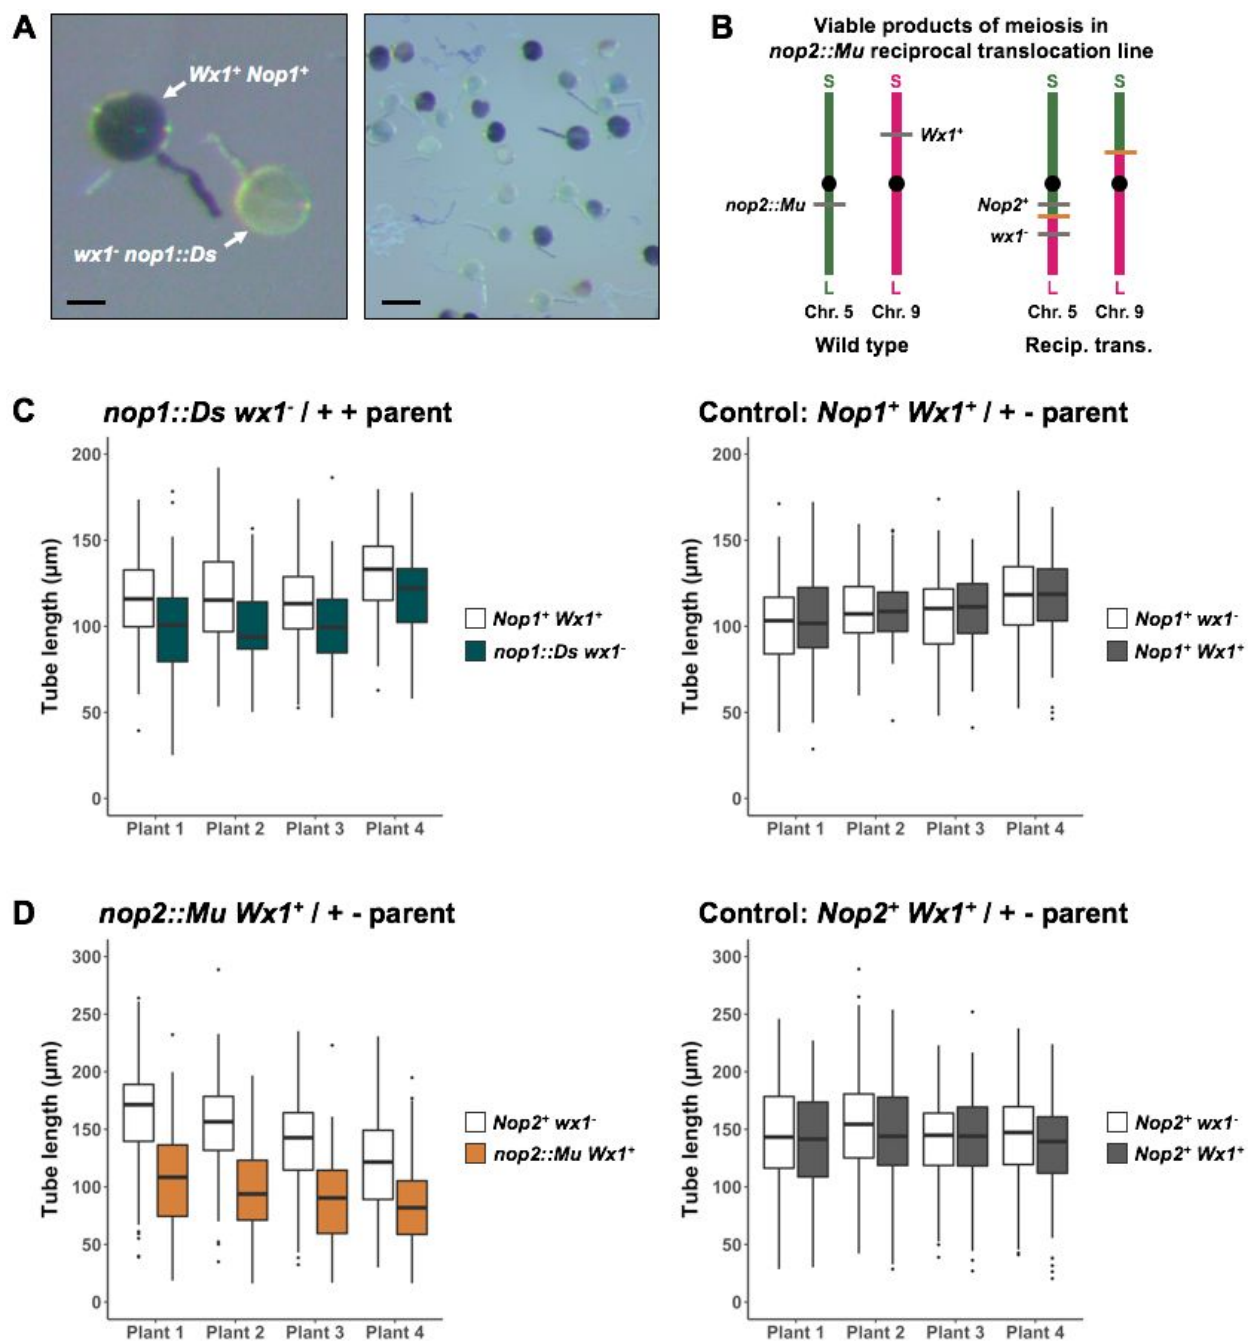 A
Wx1⁺ Nop1⁺
wx1⁻ nop1::Ds
B
Viable products of meiosis in
nop2::Mu reciprocal translocation line
S S S S
Wx1⁺
nop2::Mu
Nop2⁺
wx1⁻
L L L L
Chr. 5 Chr. 9 Chr. 5 Chr. 9
Wild type Recip. trans.
C
nop1::Ds wx1⁻ / + + parent
Tube length (µm)
200
150
100
50
0
Plant 1 Plant 2 Plant 3 Plant 4
Nop1⁺ Wx1⁺
nop1::Ds wx1⁻
Control: Nop1⁺ Wx1⁺ / + - parent
Tube length (µm)
200
150
100
50
0
Plant 1 Plant 2 Plant 3 Plant 4
Nop1⁺ wx1⁻
Nop1⁺ Wx1⁺
D
nop2::Mu Wx1⁺ / + - parent
Tube length (µm)
300
250
200
150
100
50
0
Plant 1 Plant 2 Plant 3 Plant 4
Nop2⁺ wx1⁻
nop2::Mu Wx1⁺
Control: Nop2⁺ Wx1⁺ / + - parent
Tube length (µm)
300
250
200
150
100
50
0
Plant 1 Plant 2 Plant 3 Plant 4
Nop2⁺ wx1⁻
Nop2⁺ Wx1⁺